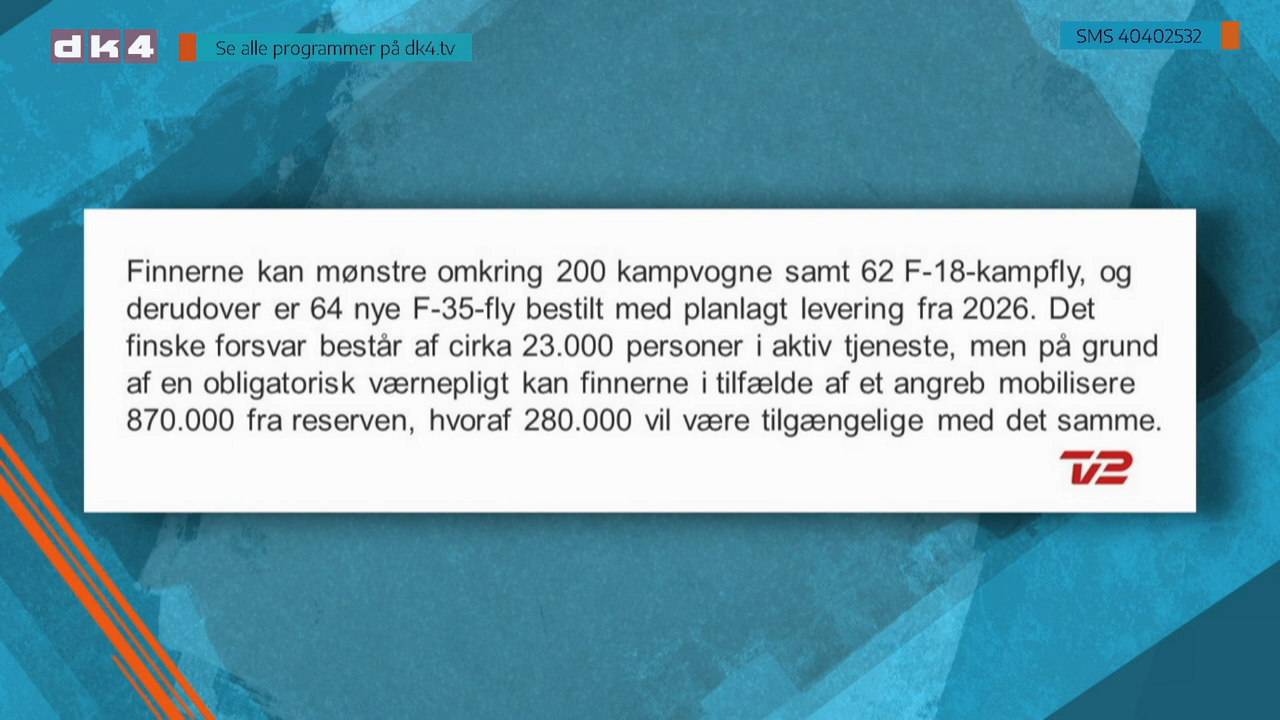 dk4
Se alle programmer på dk4.tv
SMS 40402532
Finnerne kan mønstre omkring 200 kampvogne samt 62 F-18-kampfly, og
derudover er 64 nye F-35-fly bestilt med planlagt levering fra 2026. Det
finske forsvar består af cirka 23.000 personer i aktiv tjeneste, men på grund
af en obligatorisk værnepligt kan finnerne i tilfælde af et angreb mobilisere
870.000 fra reserven, hvoraf 280.000 vil være tilgængelige med det samme.
TV2